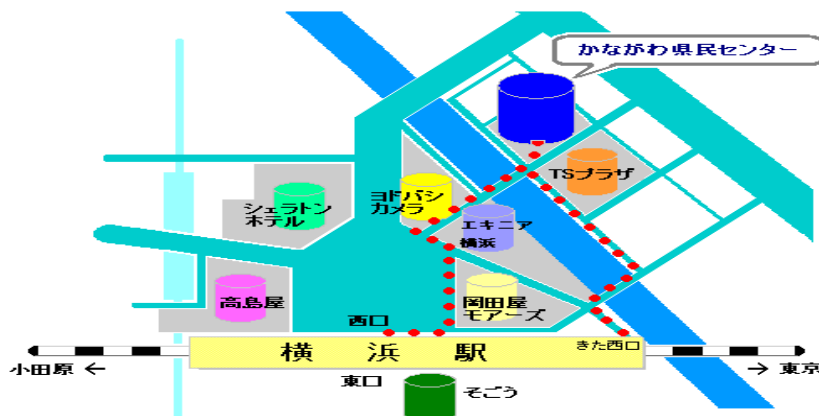 かながわ県民センター
TSプラザ
ヨドバシ
カメラ
シェラトン
ホテル
エキニア
横浜
高島屋
岡田屋
モアーズ
西口
きた西口
横浜駅
小田原 ←
→ 東京
東口
そごう